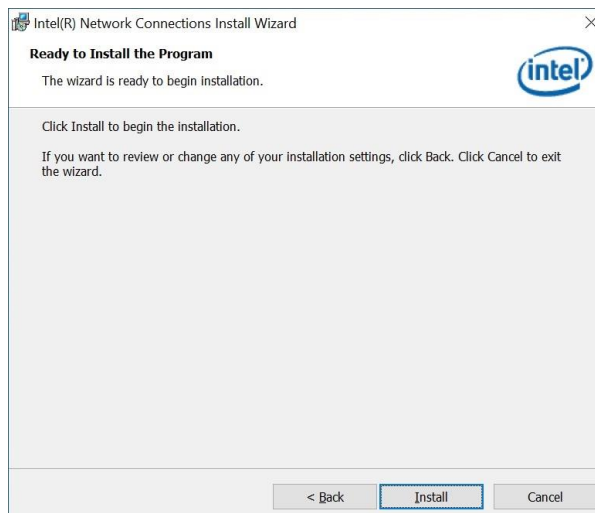 Intel(R) Network Connections Install Wizard
Ready to Install the Program
The wizard is ready to begin installation.
intel
Click Install to begin the installation.
If you want to review or change any of your installation settings, click Back. Click Cancel to exit
the wizard.
< Back
Install
Cancel